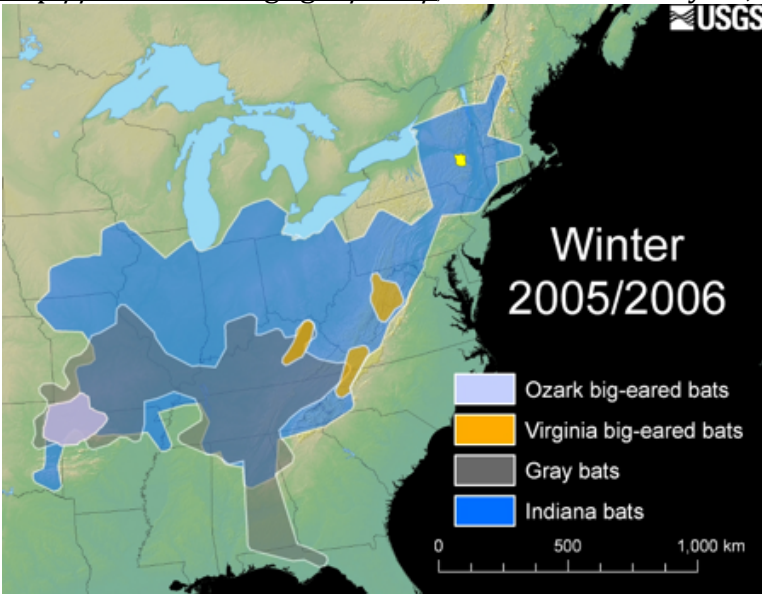 USGS
Winter
2005/2006
Ozark big-eared bats
Virginia big-eared bats
Gray bats
Indiana bats
0 500 1,000 km